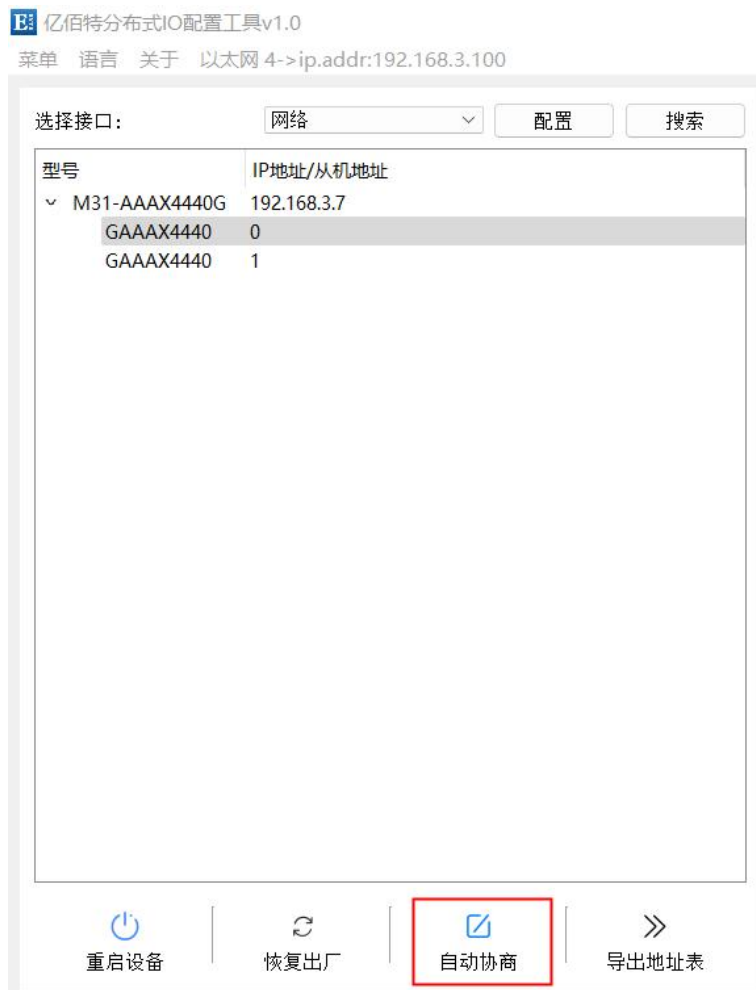 亿佰特分布式IO配置工具v1.0
菜单 语言 关于 以太网 4->ip.addr:192.168.3.100
选择接口: 网络 配置 搜索
型号 IP地址/从机地址
M31-AAAX4440G 192.168.3.7
GAAAX4440 0
GAAAX4440 1
重启设备 恢复出厂 自动协商 导出地址表